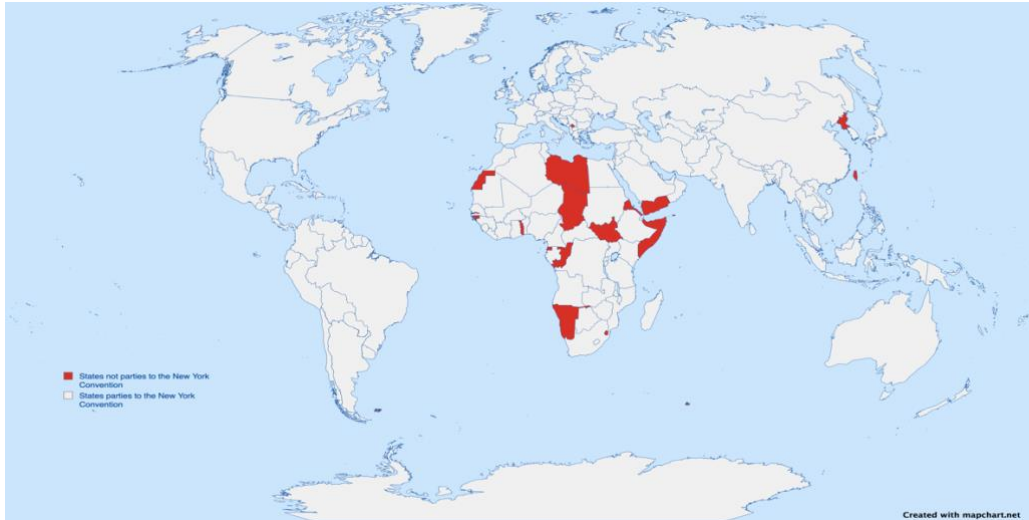 States not parties to the New York
Convention
States parties to the New York
Convention
Created with mapchart.net